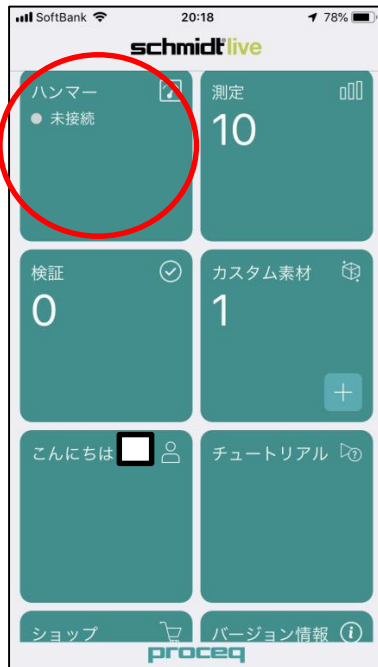 SoftBank 20:18 78%
schmidt live
ハンマー
未接続
測定
10
検証
0
カスタム素材
1
+
こんにちは
チュートリアル
ショップ
バージョン情報
proceq